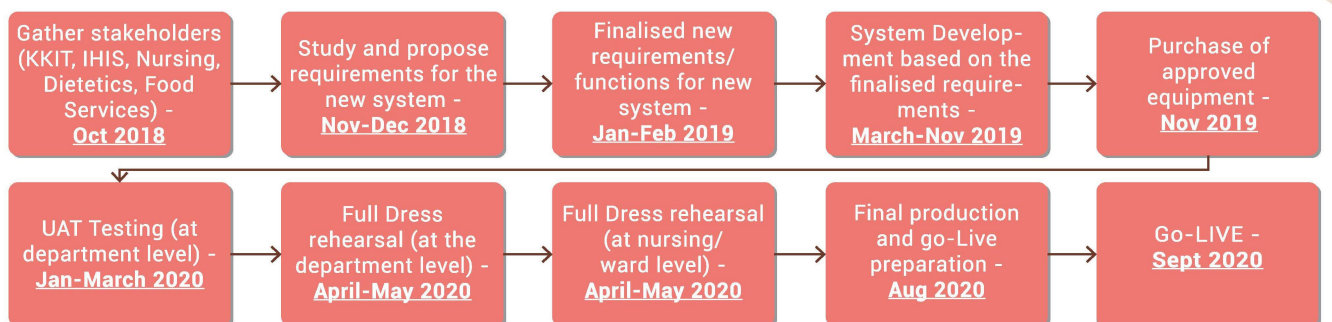 Gather stakeholders
(KKIT, IHIS, Nursing,
Dietetics, Food
Services) -
Oct 2018
Study and propose
requirements for the
new system -
Nov-Dec 2018
Finalised new
requirements/
functions for new
system -
Jan-Feb 2019
System Develop-
ment based on the
finalised require-
ments -
March-Nov 2019
Purchase of
approved
equipment -
Nov 2019
UAT Testing (at
department level) -
Jan-March 2020
Full Dress
rehearsal (at the
department level) -
April-May 2020
Full Dress rehearsal
(at nursing/
ward level) -
April-May 2020
Final production
and go-Live
preparation -
Aug 2020
Go-LIVE -
Sept 2020